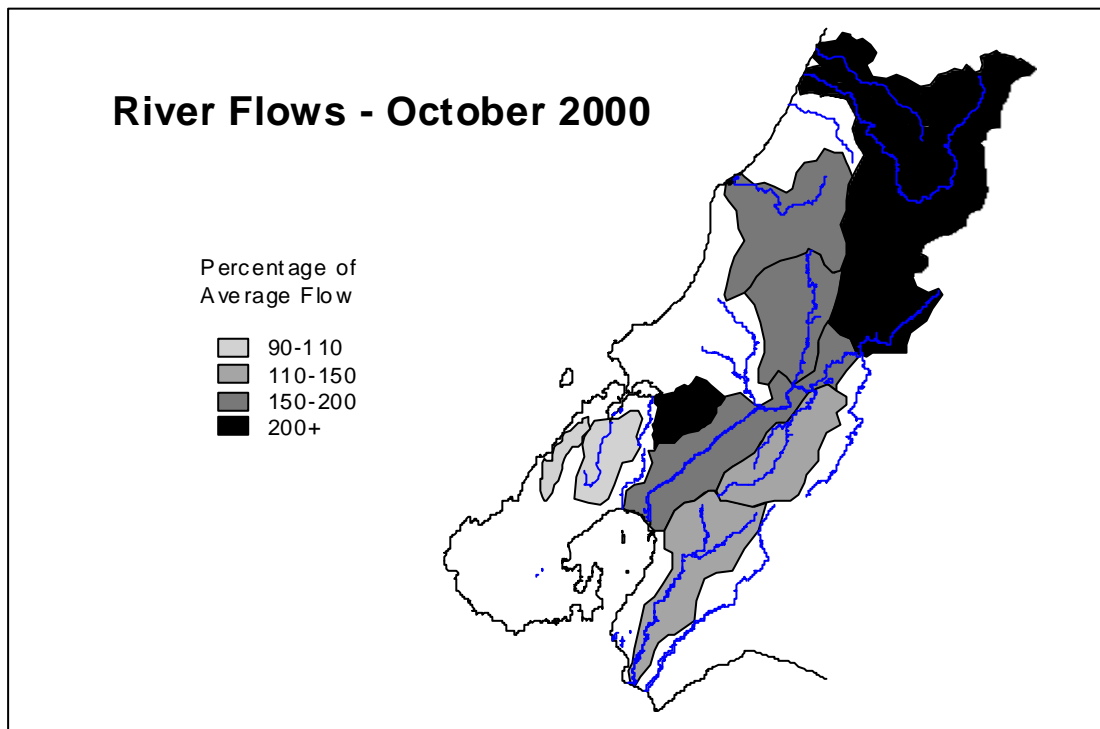 River Flows - October 2000
Percentage of
Average Flow
90-110
110-150
150-200
200+